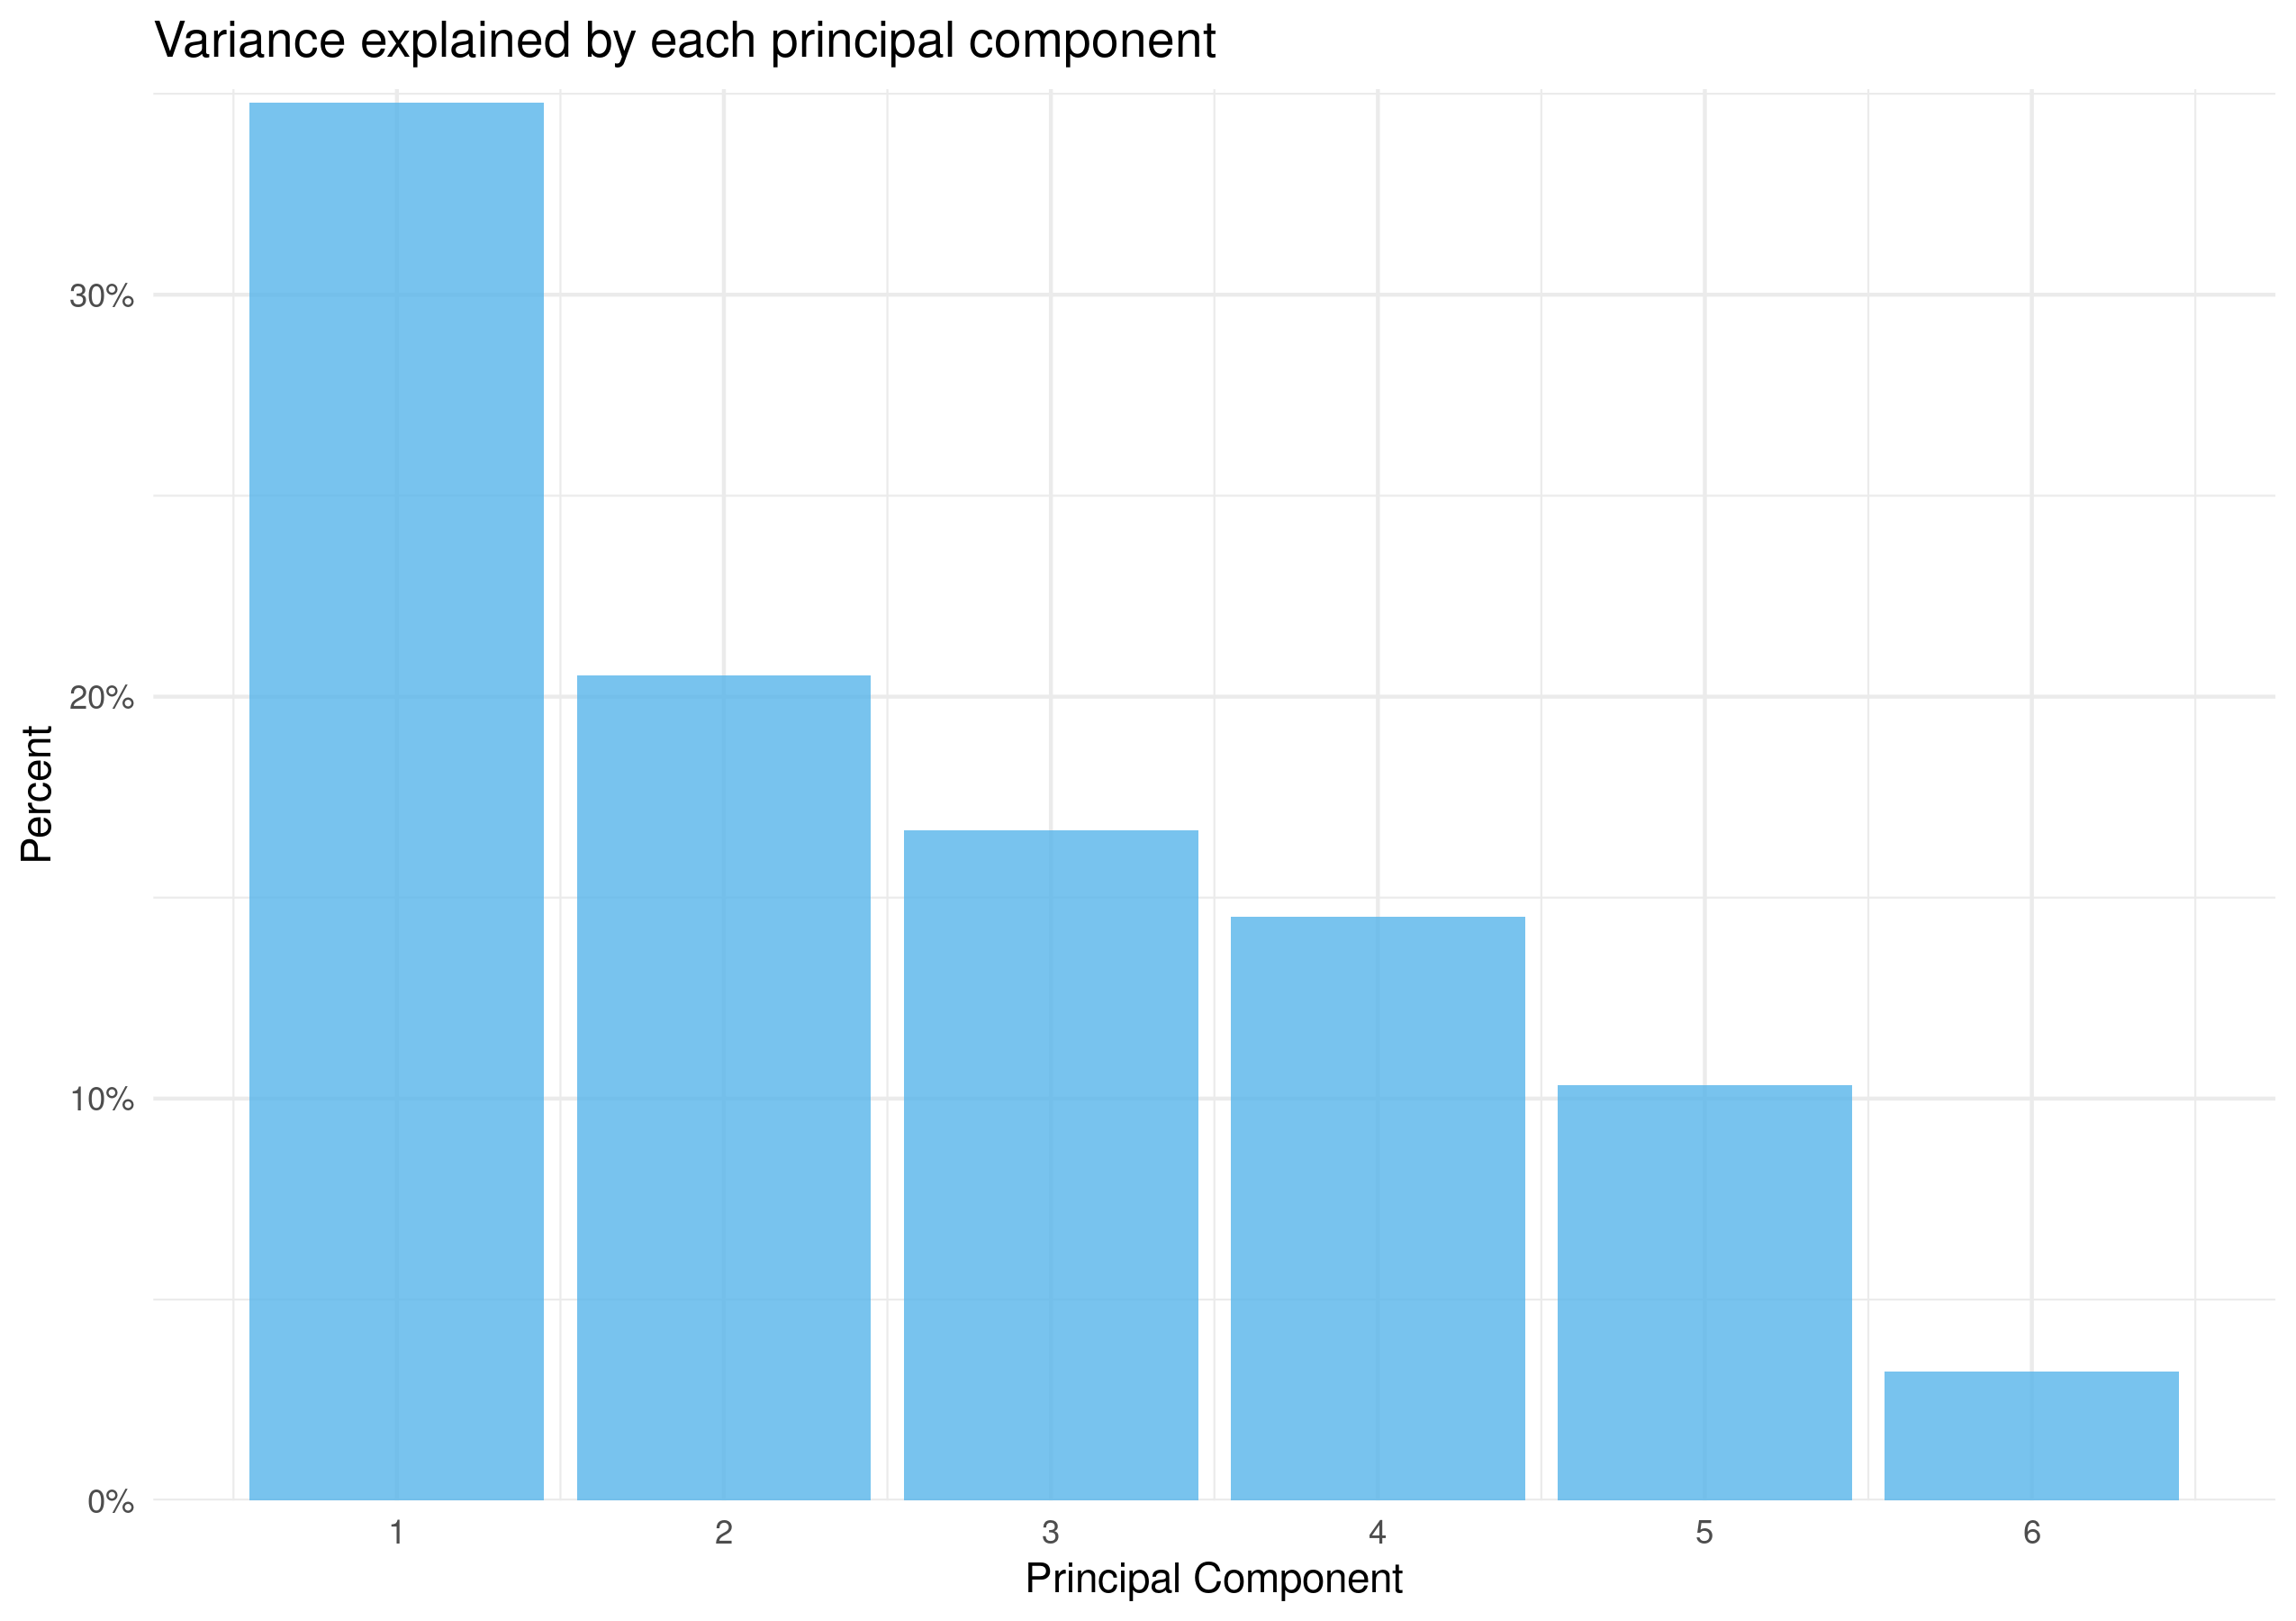 Variance explained by each principal component
Percent
30%
20%
10%
0%
1 2 3 4 5 6
Principal Component